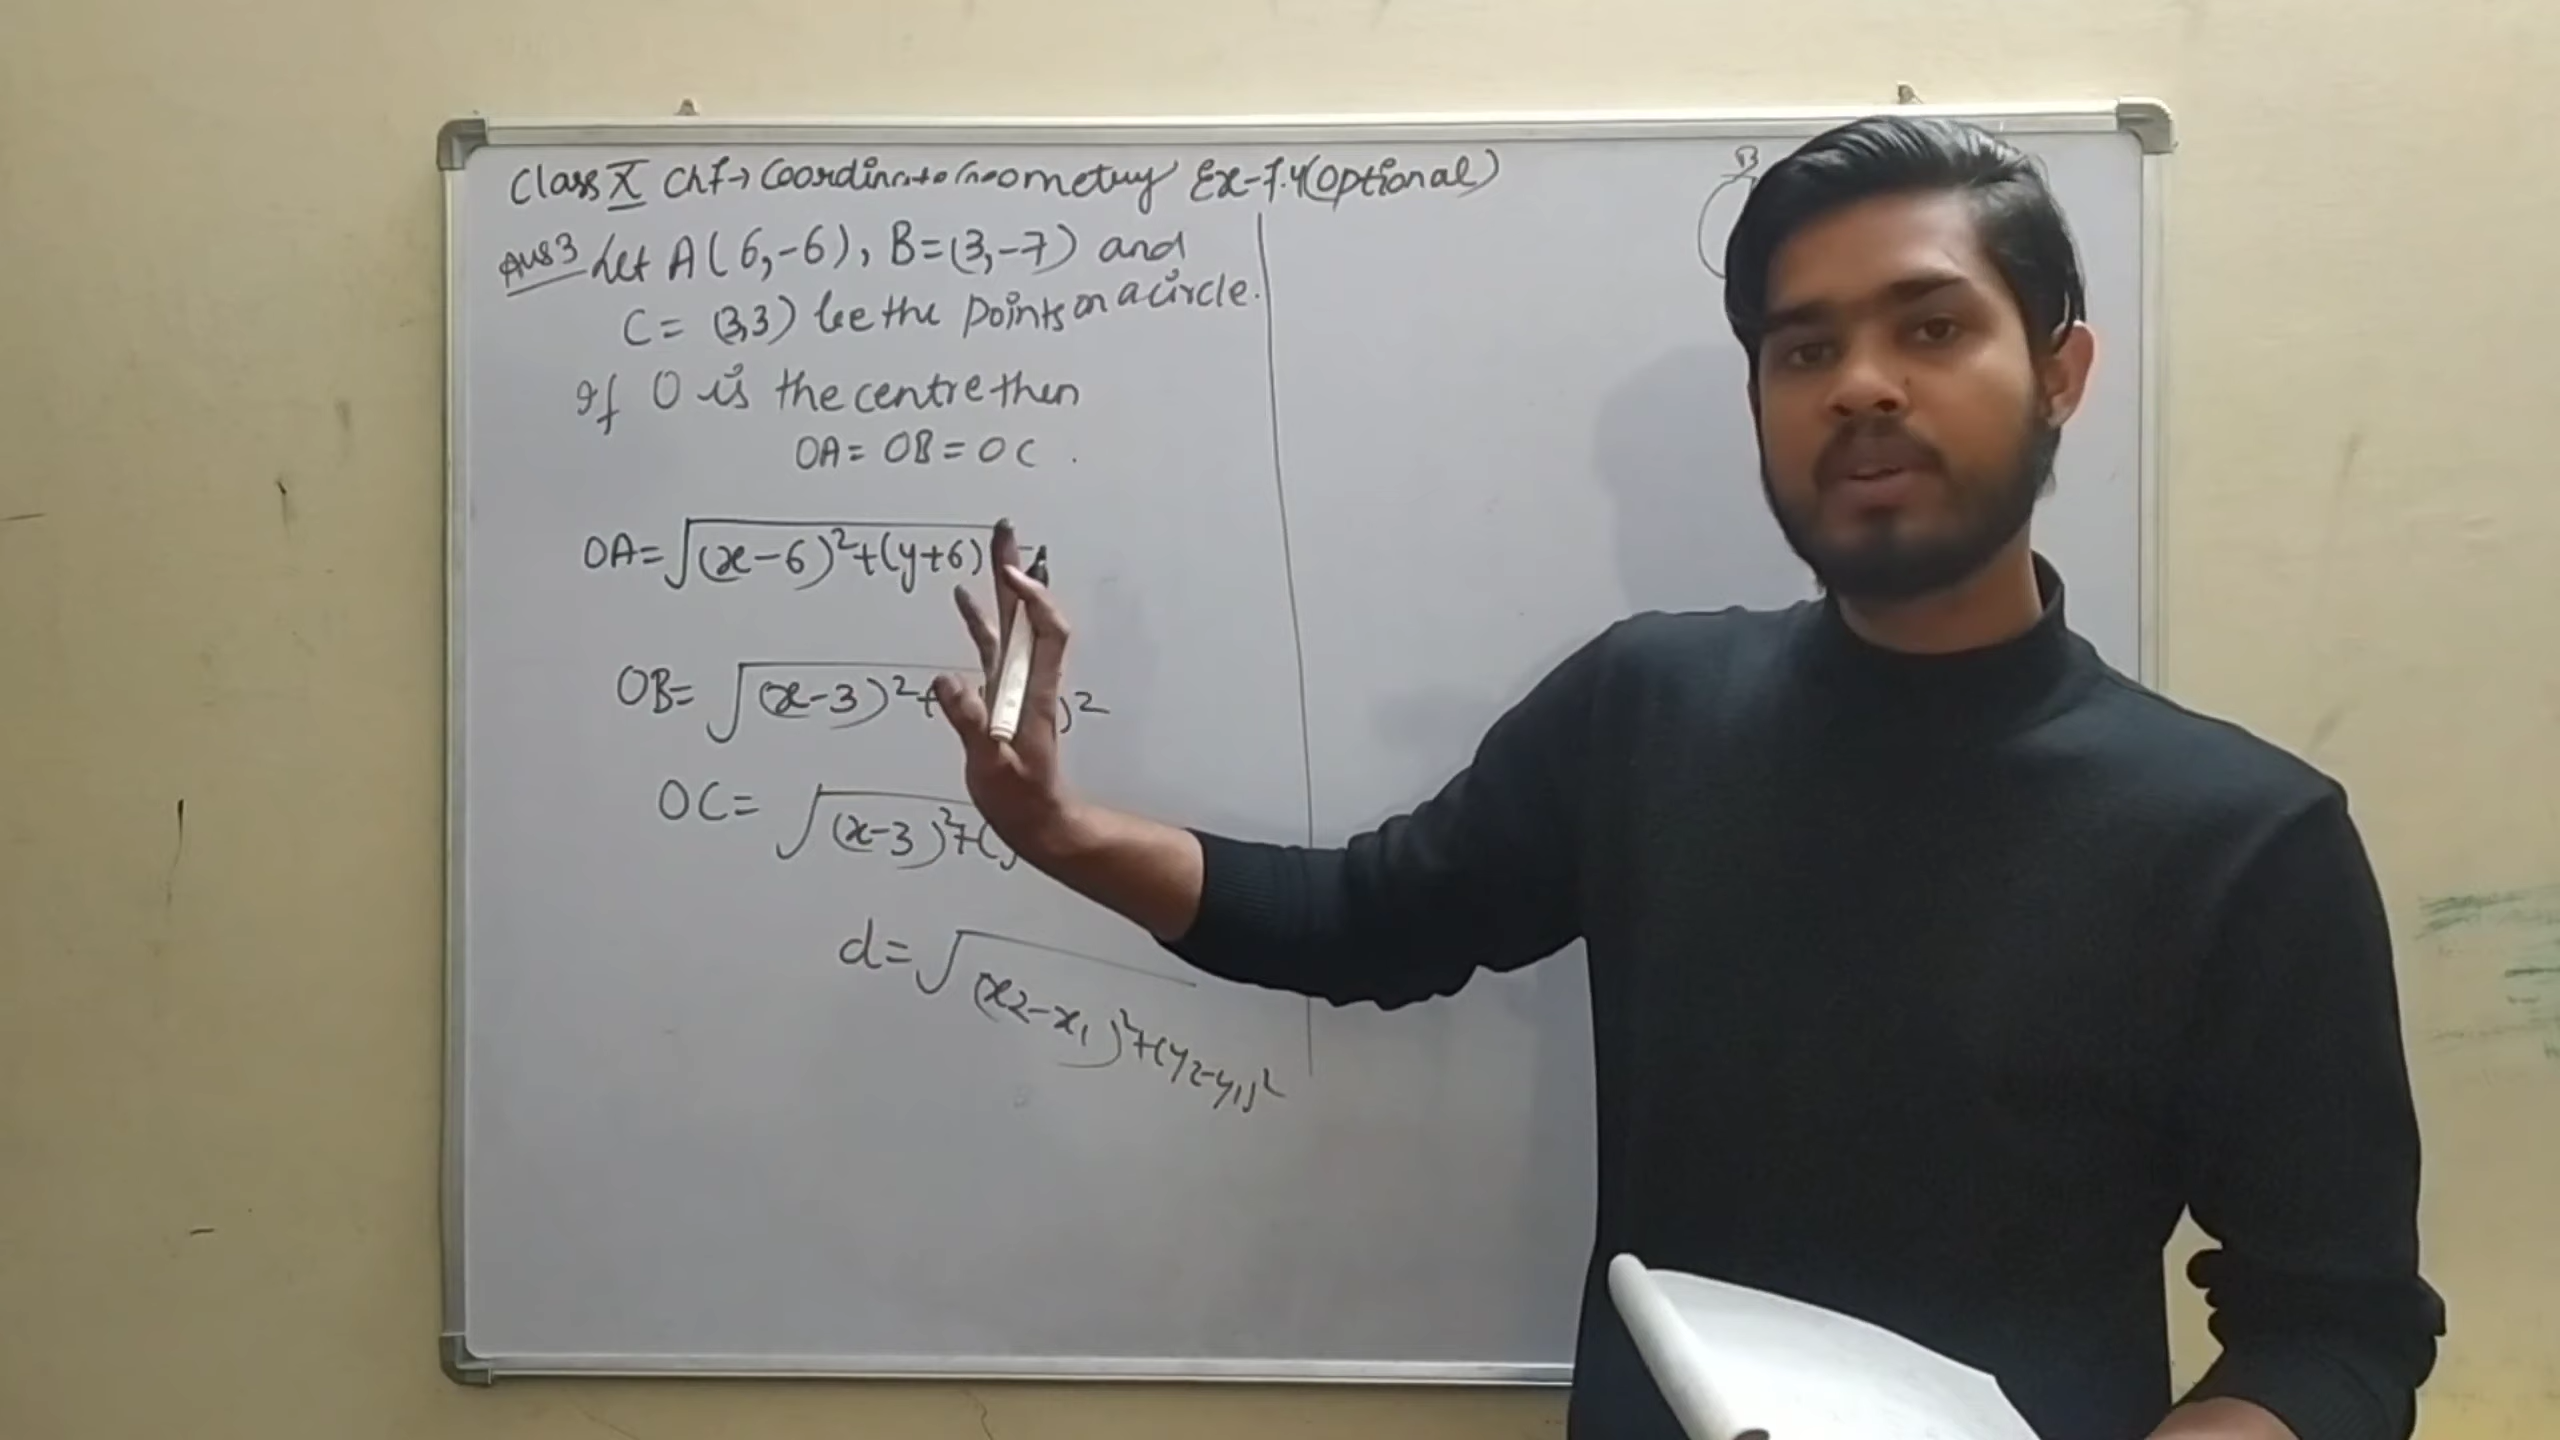 Class X Ch 7→ Coordinate Geometry Ex-7.4(optional)
B
Ans 3 Let A(6,-6), B=(3,-7) and
C= (3,3) be the points on a circle.
If O is the centre then
OA= OB= OC .
OA=√(x-6)²+(y+6)
OB= √(x-3)²+ )²
OC= √(x-3)²+(
d=√(x2-x1)²+(y2-y1)²